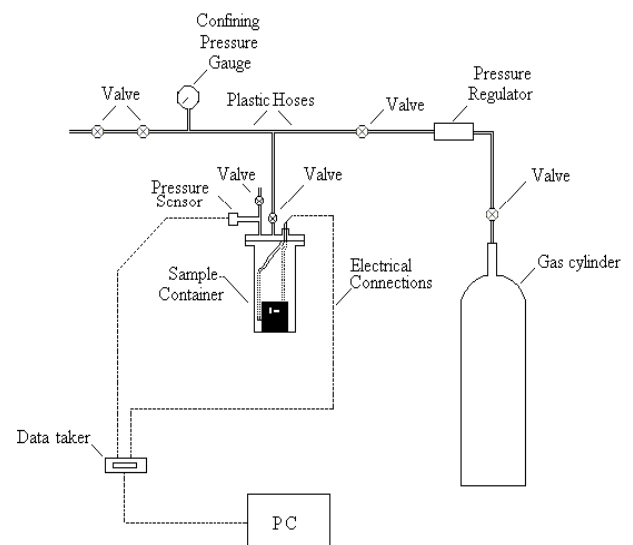 Confining
Pressure
Gauge
Valve
Plastic Hoses
Valve
Pressure
Regulator
Valve
Valve
Pressure
Sensor
Valve
Gas cylinder
Sample
Container
Electrical
Connections
Data taker
PC